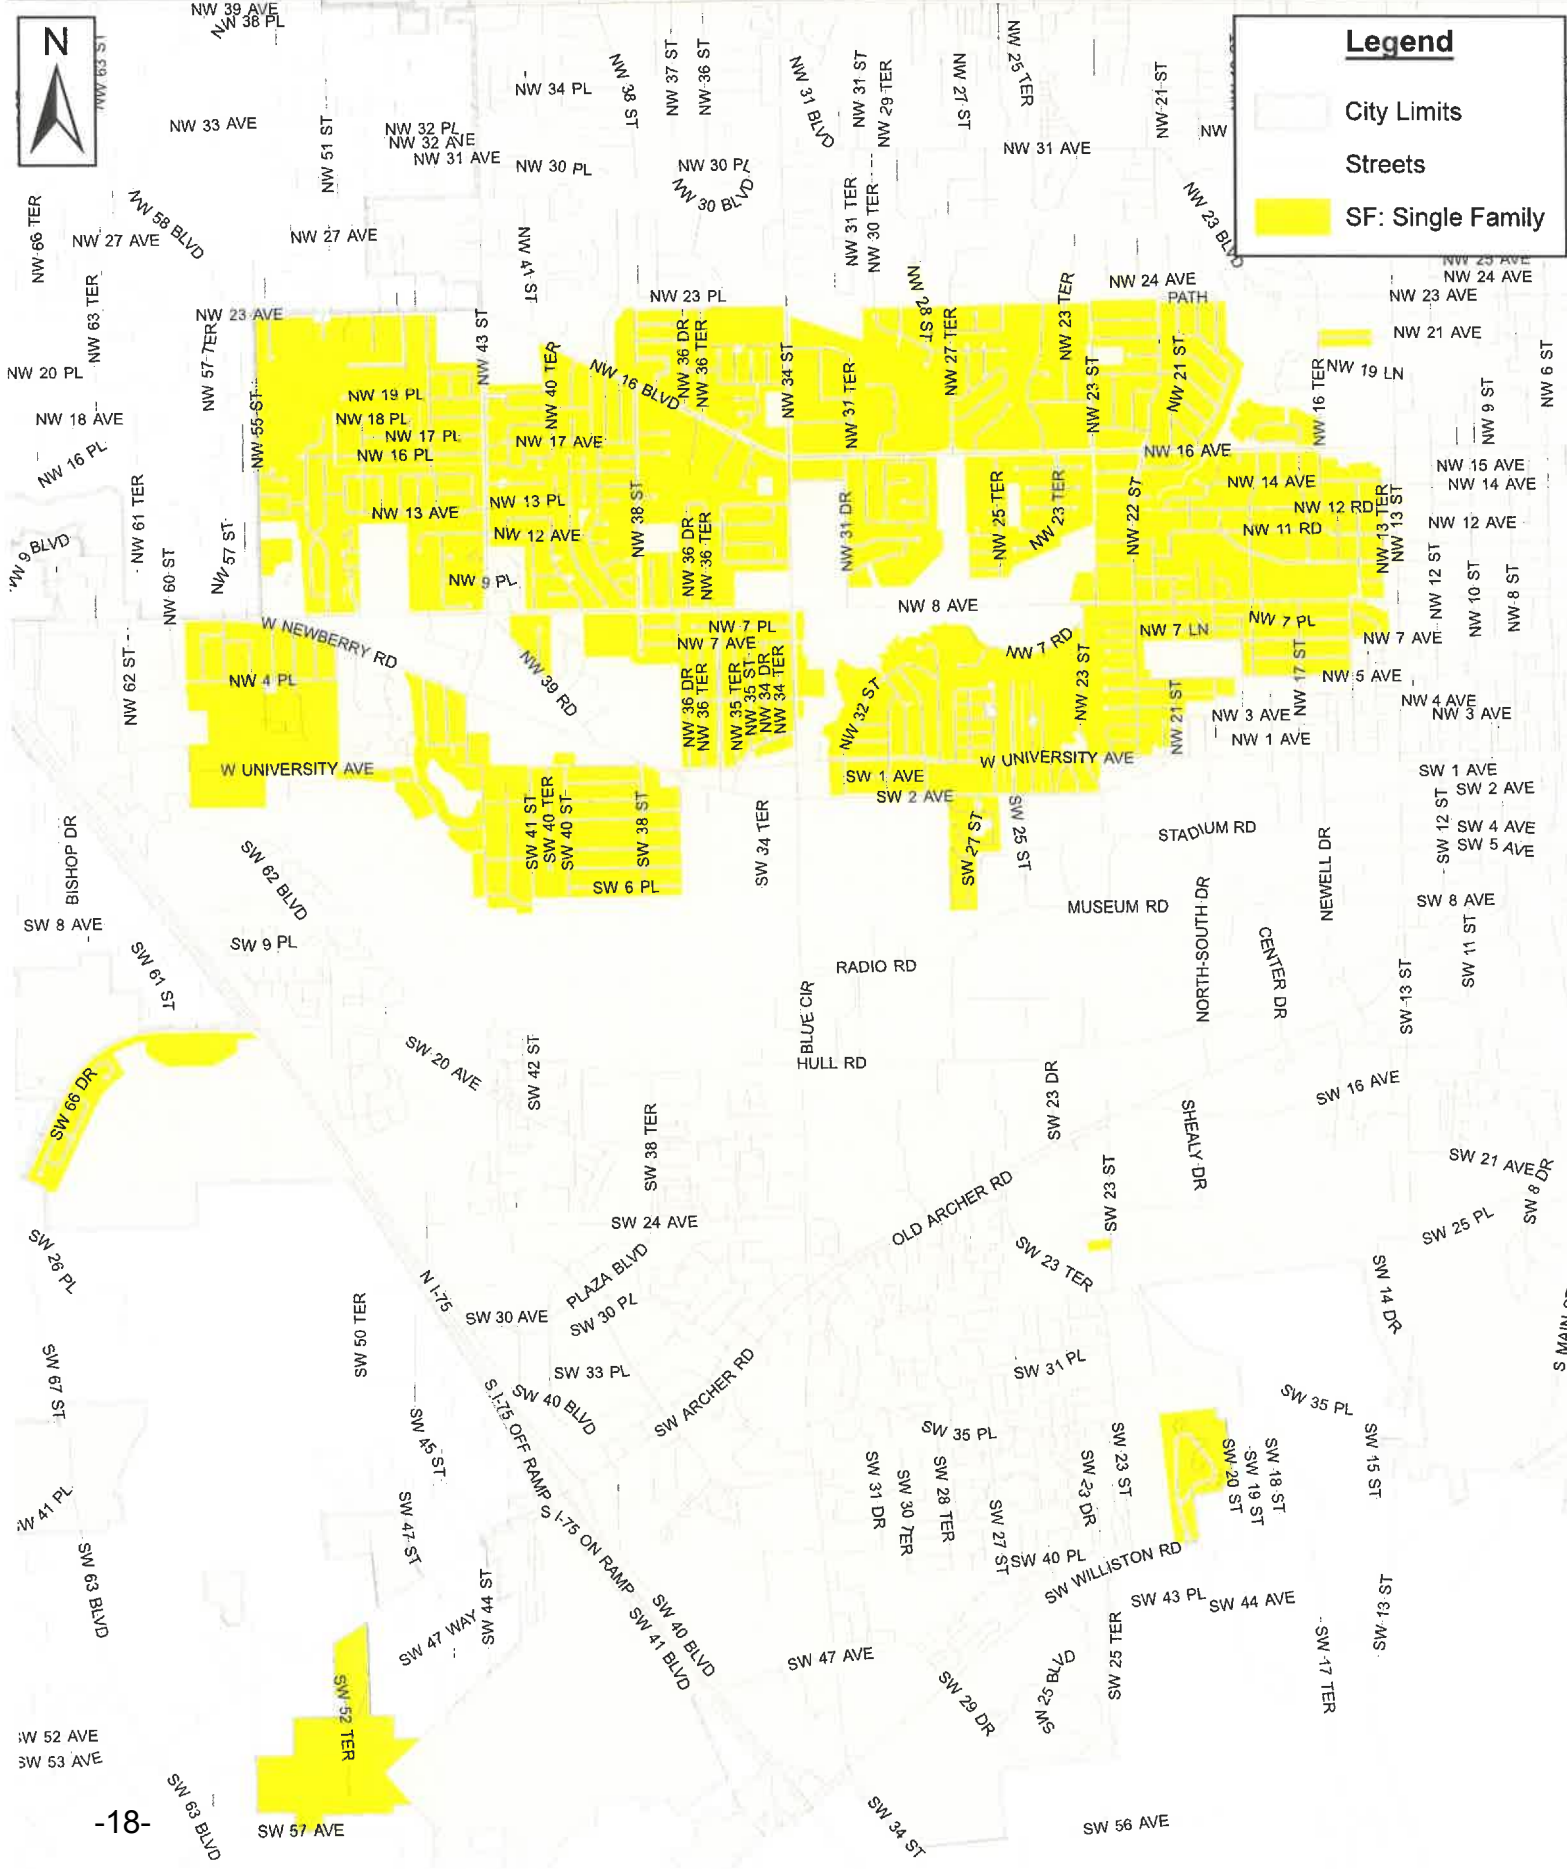 NW 39 AVE
NW 38 PL
N
NW 63 ST
NW 33 AVE
NW 51 ST
NW 32 PL
NW 32 AVE
NW 31 AVE
NW 34 PL
NW 30 PL
NW 38 ST
NW 37 ST
NW 36 ST
NW 30 PL
NW 30 BLVD
NW 31 BLVD
NW 31 ST
NW 29 TER
NW 27 ST
NW 25 TER
NW 31 AVE
NW 21 ST
NW
Legend
City Limits
Streets
SF: Single Family
NW 66 TER
NW 27 AVE
NW 58 BLVD
NW 27 AVE
NW 41 ST
NW 31 TER
NW 30 TER
NW 23 BLVD
NW 25 AVE
NW 24 AVE
NW 23 AVE
NW 21 AVE
NW 19 LN
NW 6 ST
NW 63 TER
NW 23 AVE
NW 57 TER
NW 43 ST
NW 23 PL
NW 28 ST
NW 27 TER
NW 23 TER
NW 24 AVE
PATH
NW 20 PL
NW 18 AVE
NW 16 PL
NW 55 ST
NW 19 PL
NW 18 PL
NW 17 PL
NW 16 PL
NW 40 TER
NW 17 AVE
NW 16 BLVD
NW 36 DR
NW 36 TER
NW 34 ST
NW 31 TER
NW 23 ST
NW 21 ST
NW 16 TER
NW 9 ST
NW 16 AVE
NW 15 AVE
NW 14 AVE
NW 14 AVE
NW 12 RD
NW 11 RD
NW 13 TER
NW 13 ST
NW 12 AVE
NW 61 TER
NW 9 BLVD
NW 60 ST
NW 57 ST
NW 13 AVE
NW 13 PL
NW 12 AVE
NW 9 PL
NW 38 ST
NW 36 DR
NW 36 TER
NW 31 DR
NW 25 TER
NW 23 TER
NW 22 ST
NW 12 ST
NW 10 ST
NW 8 ST
NW 8 AVE
W NEWBERRY RD
NW 7 PL
NW 7 AVE
NW 7 RD
NW 7 LN
NW 7 PL
NW 7 AVE
NW 62 ST
NW 4 PL
NW 39 RD
NW 36 DR
NW 36 TER
NW 35 TER
NW 35 ST
NW 34 DR
NW 34 TER
NW 32 ST
NW 23 ST
NW 21 ST
NW 17 ST
NW 5 AVE
NW 4 AVE
NW 3 AVE
NW 3 AVE
NW 1 AVE
W UNIVERSITY AVE
W UNIVERSITY AVE
SW 1 AVE
SW 2 AVE
SW 1 AVE
SW 2 AVE
BISHOP DR
SW 62 BLVD
SW 41 ST
SW 40 TER
SW 40 ST
SW 38 ST
SW 6 PL
SW 34 TER
SW 27 ST
SW 25 ST
STADIUM RD
NEWELL DR
SW 12 ST
SW 4 AVE
SW 5 AVE
SW 8 AVE
SW 61 ST
SW 9 PL
RADIO RD
MUSEUM RD
NORTH-SOUTH DR
CENTER DR
SW 8 AVE
SW 11 ST
SW 13 ST
SW 66 DR
SW 20 AVE
SW 42 ST
SW 38 TER
BLUE CIR
HULL RD
SW 23 DR
SHEALY DR
SW 16 AVE
SW 21 AVE
SW 8 DR
SW 25 PL
SW 23 ST
OLD ARCHER RD
SW 23 TER
SW 24 AVE
SW 26 PL
N I-75
PLAZA BLVD
SW 30 AVE
SW 30 PL
SW 14 DR
SW 50 TER
SW 67 ST
SW 33 PL
SW 40 BLVD
SW ARCHER RD
SW 31 PL
SW 35 PL
SW 45 ST
S I-75 OFF RAMP
SW 35 PL
SW 31 DR
SW 30 TER
SW 28 TER
SW 27 ST
SW 23 DR
SW 23 ST
SW 20 ST
SW 19 ST
SW 18 ST
SW 15 ST
SW 41 PL
SW 63 BLVD
SW 47 ST
S I-75 ON RAMP
SW 40 PL
SW WILLISTON RD
SW 43 PL
SW 44 AVE
SW 13 ST
SW 44 ST
SW 47 WAY
SW 40 BLVD
SW 41 BLVD
SW 47 AVE
SW 29 DR
SW 25 BLVD
SW 25 TER
SW 17 TER
SW 52 TER
SW 52 AVE
SW 53 AVE
SW 63 BLVD
SW 57 AVE
SW 34 ST
SW 56 AVE
-18-